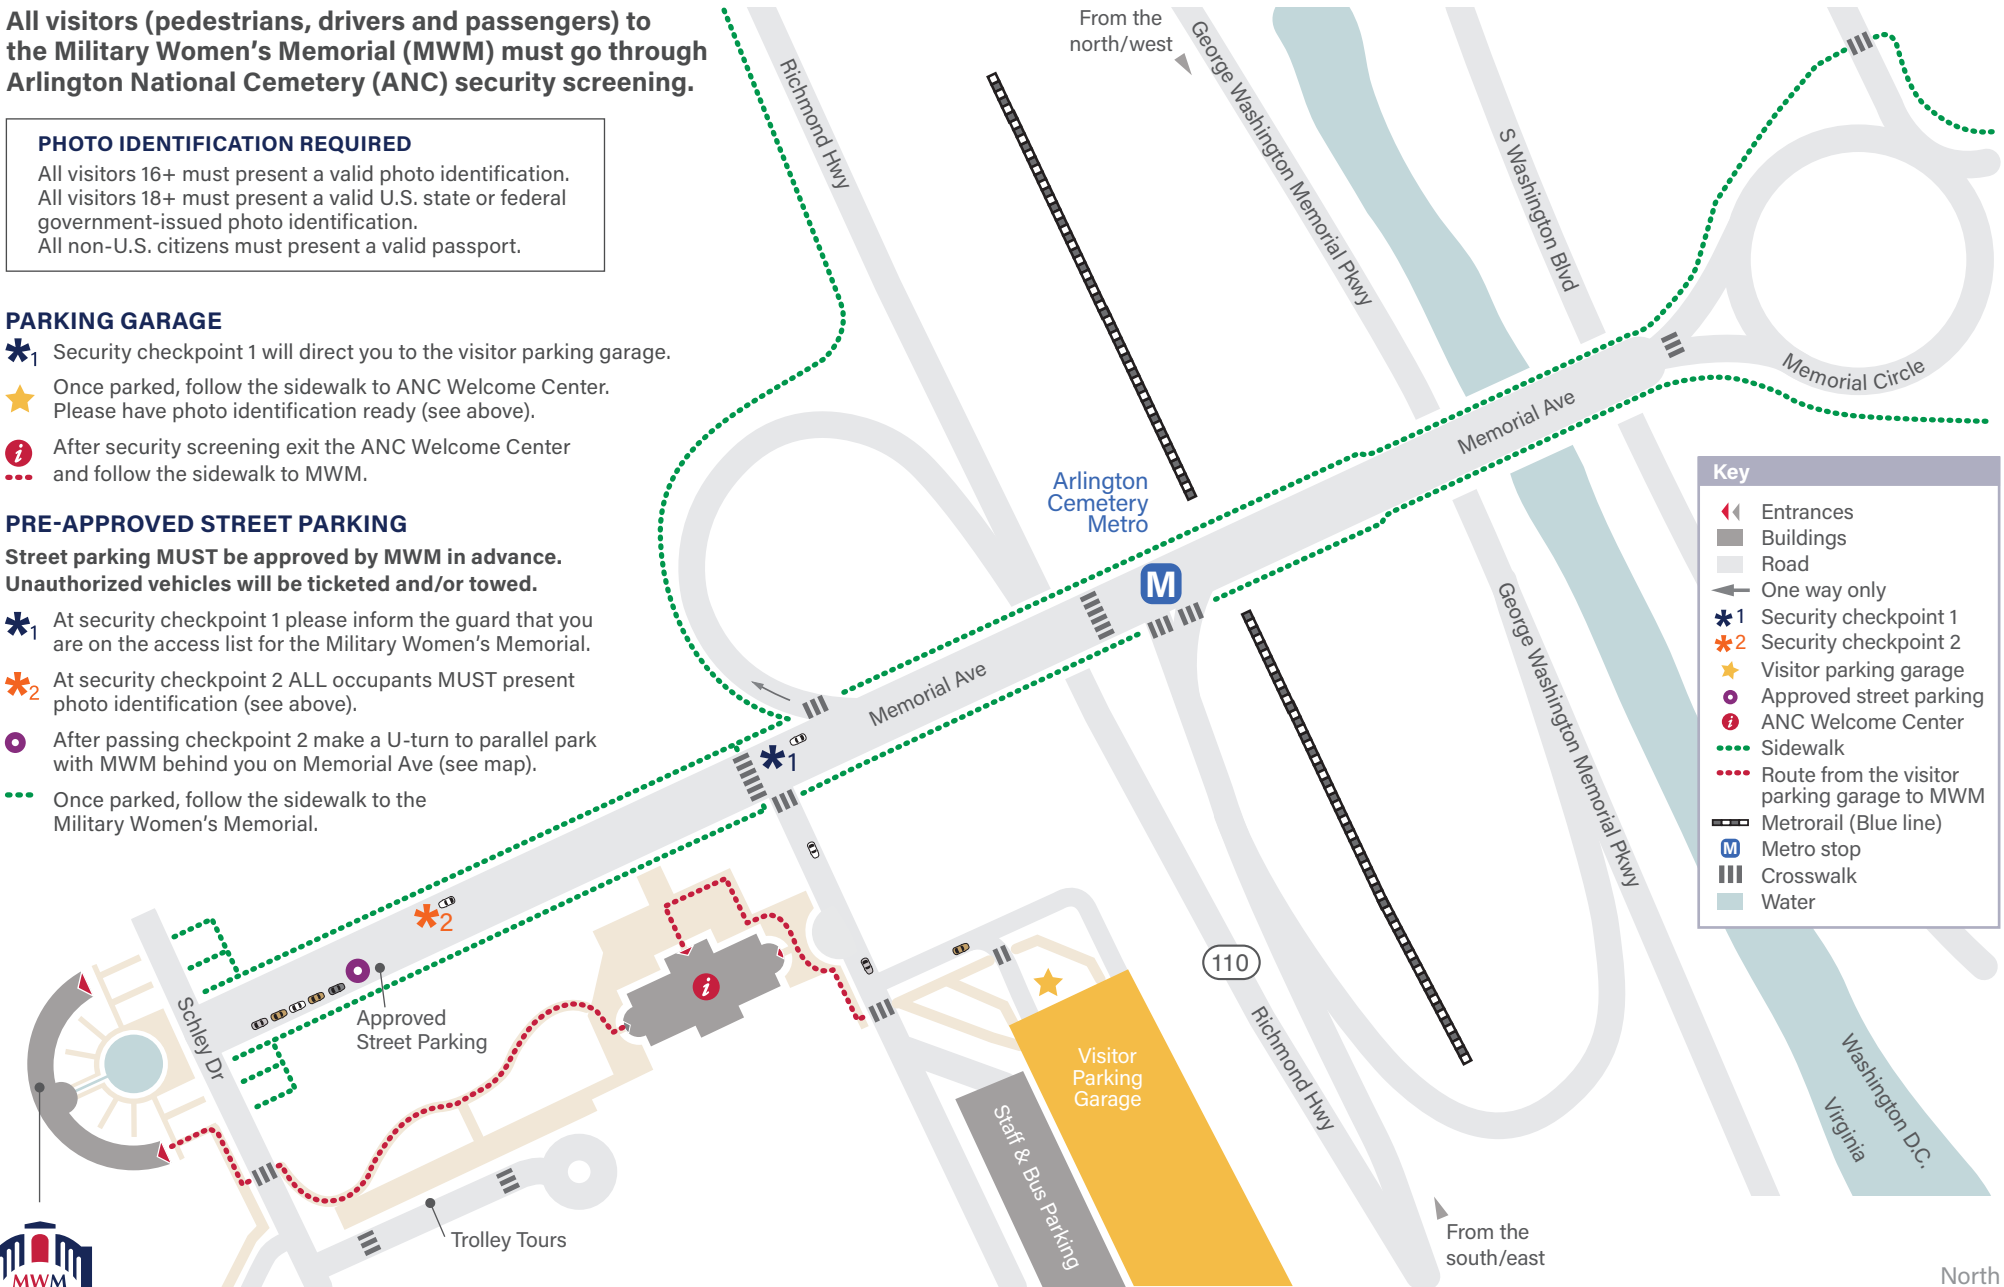 All visitors (pedestrians, drivers and passengers) to
the Military Women's Memorial (MWM) must go through
Arlington National Cemetery (ANC) security screening.
PHOTO IDENTIFICATION REQUIRED
All visitors 16+ must present a valid photo identification.
All visitors 18+ must present a valid U.S. state or federal
government-issued photo identification.
All non-U.S. citizens must present a valid passport.
PARKING GARAGE
1 Security checkpoint 1 will direct you to the visitor parking garage.
Once parked, follow the sidewalk to ANC Welcome Center.
Please have photo identification ready (see above).
i After security screening exit the ANC Welcome Center
and follow the sidewalk to MWM.
PRE-APPROVED STREET PARKING
Street parking MUST be approved by MWM in advance.
Unauthorized vehicles will be ticketed and/or towed.
1 At security checkpoint 1 please inform the guard that you
are on the access list for the Military Women's Memorial.
2 At security checkpoint 2 ALL occupants MUST present
photo identification (see above).
After passing checkpoint 2 make a U-turn to parallel park
with MWM behind you on Memorial Ave (see map).
Once parked, follow the sidewalk to the
Military Women's Memorial.
From the
north/west
Richmond Hwy
George Washington Memorial Pkwy
S Washington Blvd
Memorial Circle
Memorial Ave
Arlington
Cemetery
Metro
M
Memorial Ave
1
2
George Washington Memorial Pkwy
Key
Entrances
Buildings
Road
One way only
1 Security checkpoint 1
2 Security checkpoint 2
Visitor parking garage
Approved street parking
i ANC Welcome Center
Sidewalk
Route from the visitor
parking garage to MWM
Metrorail (Blue line)
M Metro stop
Crosswalk
Water
110
i
Approved
Street Parking
Schley Dr
Visitor
Parking
Garage
Staff & Bus Parking
Richmond Hwy
Washington D.C.
Virginia
Trolley Tours
From the
south/east
MWM
North